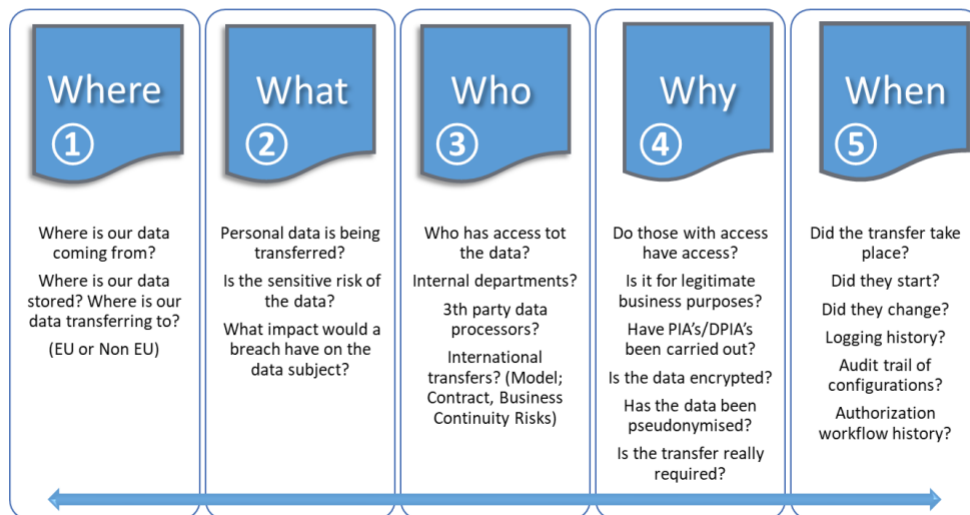 Where
1
Where is our data
coming from?
Where is our data
stored? Where is our
data transferring to?
(EU or Non EU)
What
2
Personal data is being
transferred?
Is the sensitive risk of
the data?
What impact would a
breach have on the
data subject?
Who
3
Who has access tot
the data?
Internal departments?
3th party data
processors?
International
transfers? (Model;
Contract, Business
Continuity Risks)
Why
4
Do those with access
have access?
Is it for legitimate
business purposes?
Have PIA's/DPIA's
been carried out?
Is the data encrypted?
Has the data been
pseudonymised?
Is the transfer really
required?
When
5
Did the transfer take
place?
Did they start?
Did they change?
Logging history?
Audit trail of
configurations?
Authorization
workflow history?